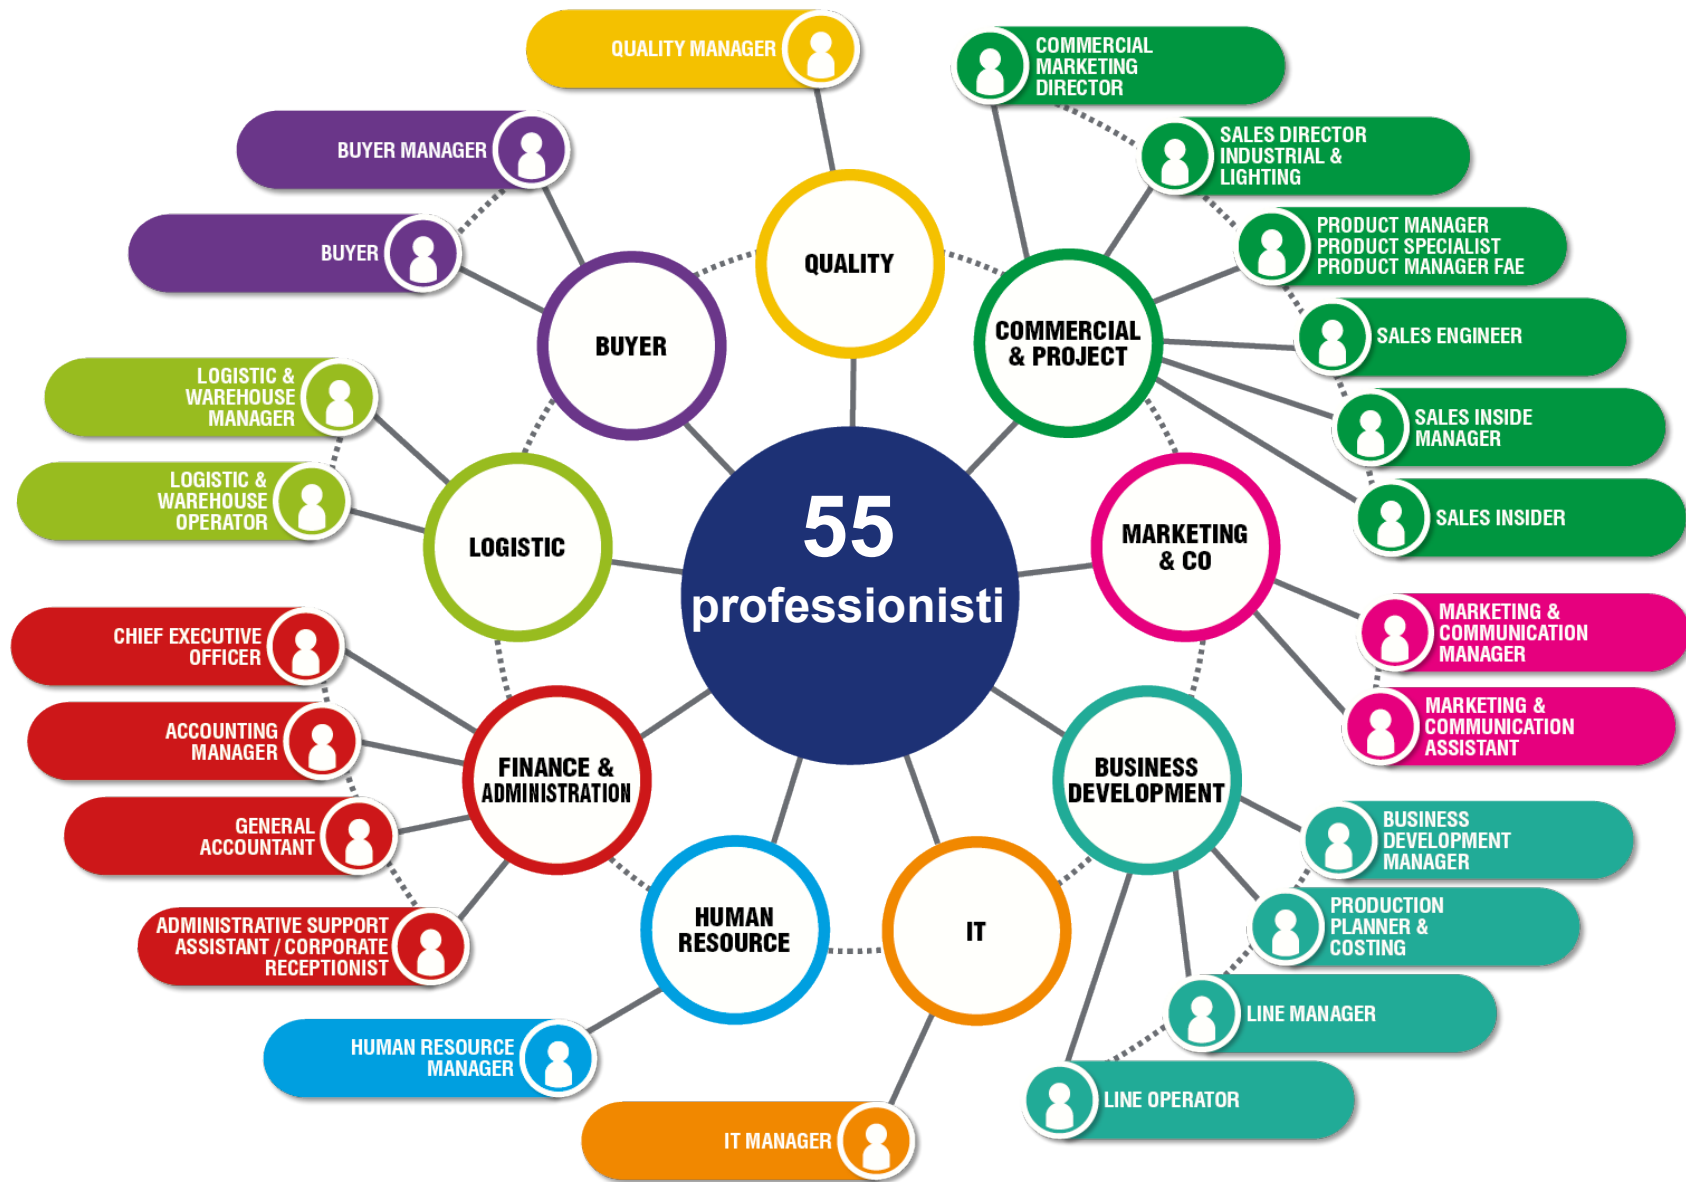 QUALITY MANAGER
COMMERCIAL
MARKETING
DIRECTOR
BUYER MANAGER
SALES DIRECTOR
INDUSTRIAL &
LIGHTING
BUYER
PRODUCT MANAGER
PRODUCT SPECIALIST
PRODUCT MANAGER FAE
QUALITY
BUYER
COMMERCIAL
& PROJECT
SALES ENGINEER
LOGISTIC &
WAREHOUSE
MANAGER
SALES INSIDE
MANAGER
LOGISTIC &
WAREHOUSE
OPERATOR
SALES INSIDER
LOGISTIC
55
professionisti
MARKETING
& CO
CHIEF EXECUTIVE
OFFICER
MARKETING &
COMMUNICATION
MANAGER
ACCOUNTING
MANAGER
MARKETING &
COMMUNICATION
ASSISTANT
FINANCE &
ADMINISTRATION
BUSINESS
DEVELOPMENT
GENERAL
ACCOUNTANT
BUSINESS
DEVELOPMENT
MANAGER
ADMINISTRATIVE SUPPORT
ASSISTANT / CORPORATE
RECEPTIONIST
HUMAN
RESOURCE
IT
PRODUCTION
PLANNER &
COSTING
LINE MANAGER
HUMAN RESOURCE
MANAGER
LINE OPERATOR
IT MANAGER